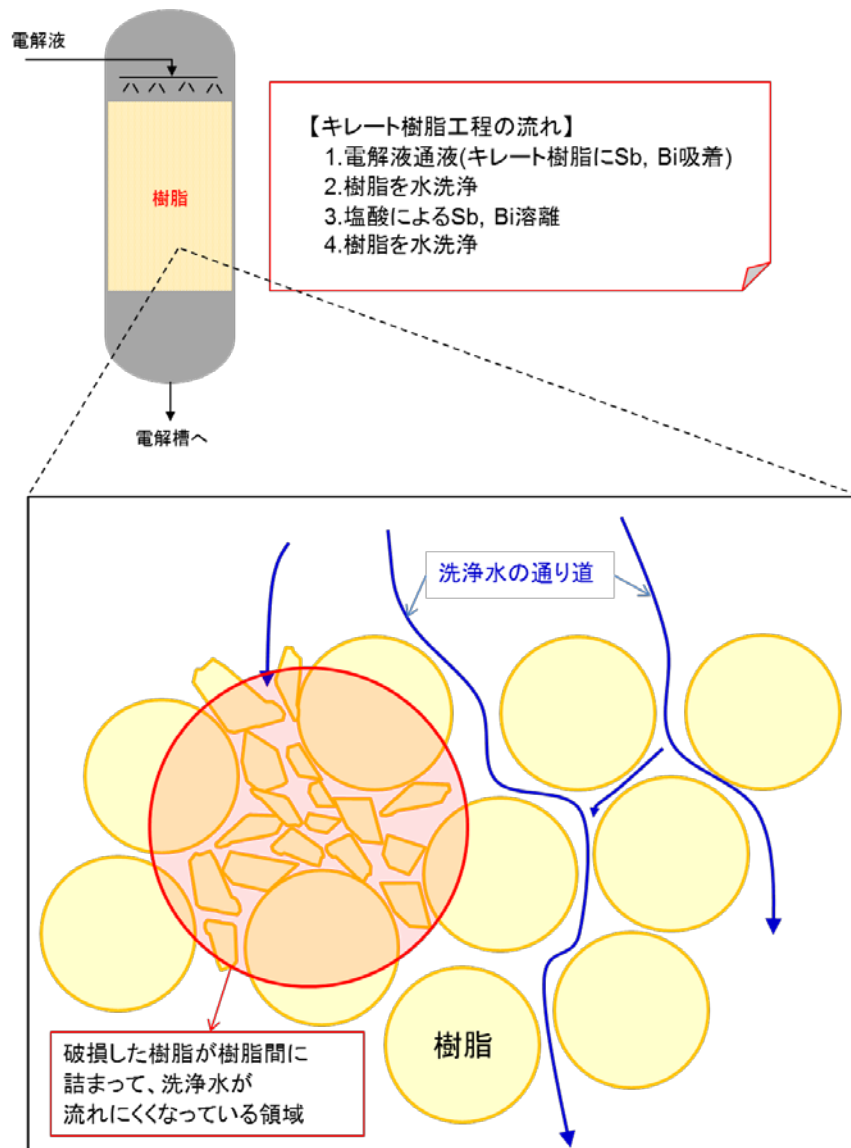 電解液
樹脂
電解槽へ
【キレート樹脂工程の流れ】
1.電解液通液(キレート樹脂にSb, Bi吸着)
2.樹脂を水洗浄
3.塩酸によるSb, Bi溶離
4.樹脂を水洗浄
洗浄水の通り道
樹脂
破損した樹脂が樹脂間に
詰まって、洗浄水が
流れにくくなっている領域